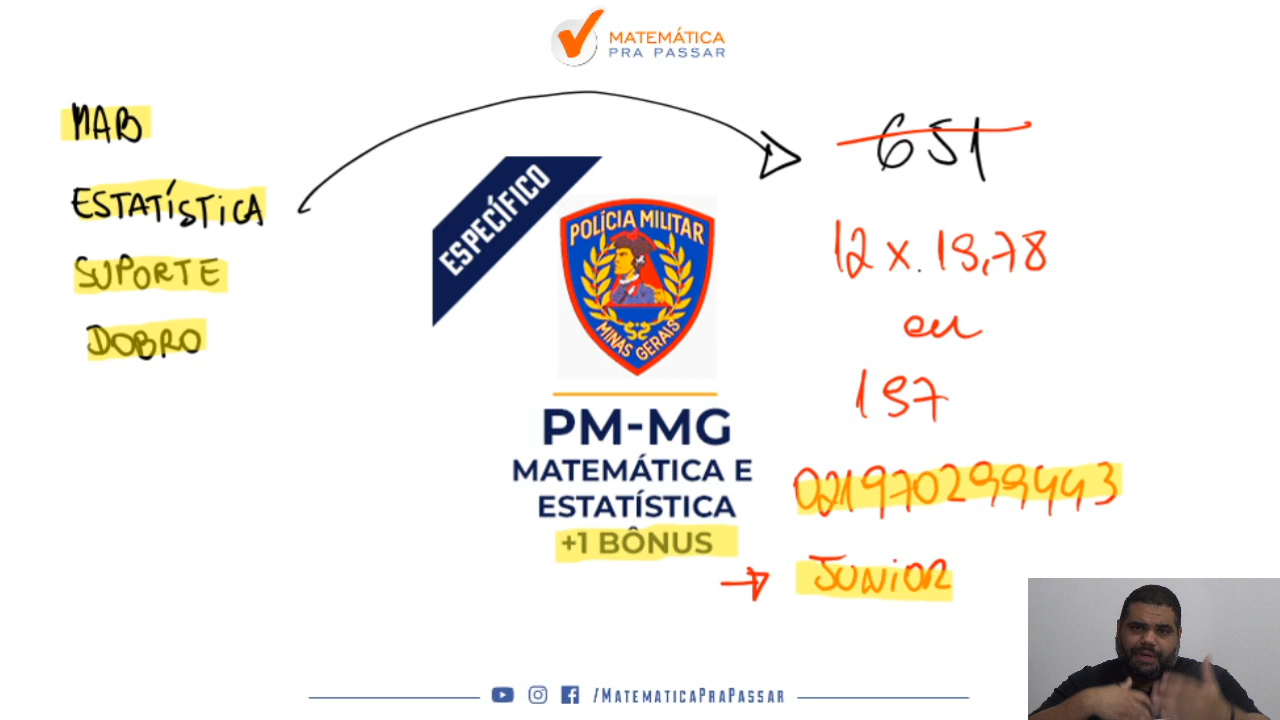 MATEMÁTICA
PRA PASSAR
MAB
ESTATÍSTICA
SUPORTE
DOBRO
ESPECÍFICO
POLÍCIA MILITAR
MINAS GERAIS
PM-MG
MATEMÁTICA E
ESTATÍSTICA
+1 BÔNUS
651
12 x 19,78
ou
197
021970299443
JUNIOR
/MatematicaPraPassar